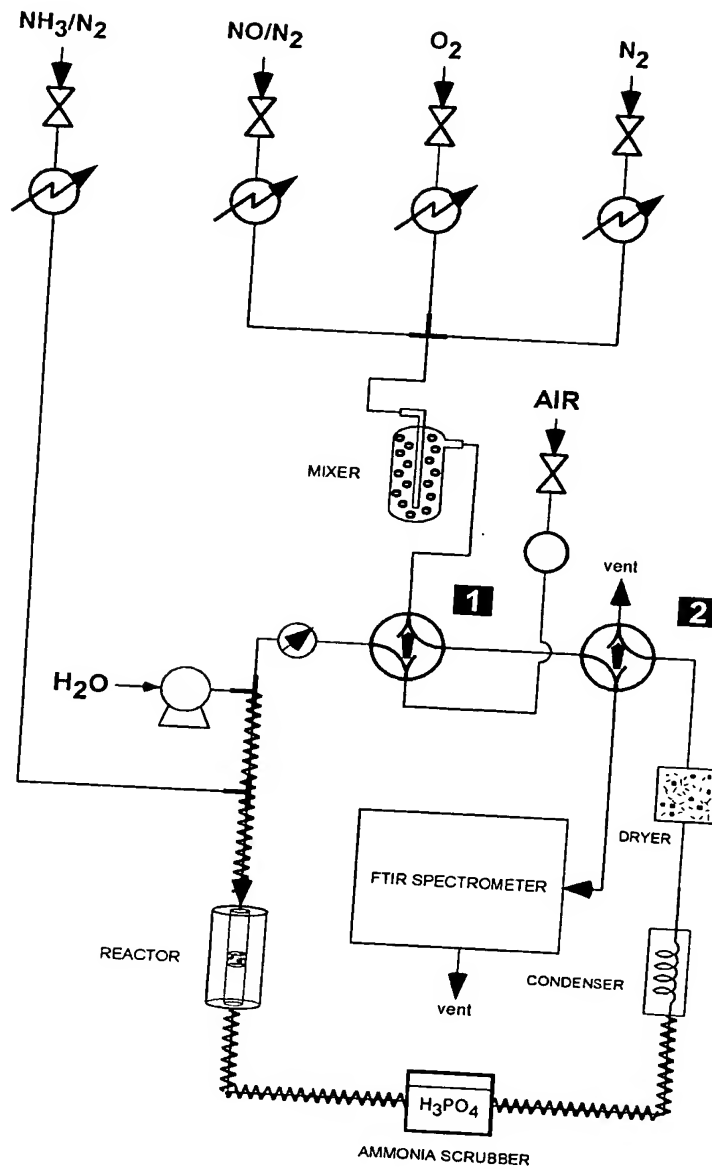 NH3/N2
NO/N2
O2
N2
MIXER
AIR
vent
1
2
H2O
DRYER
FTIR SPECTROMETER
REACTOR
CONDENSER
vent
H3PO4
AMMONIA SCRUBBER